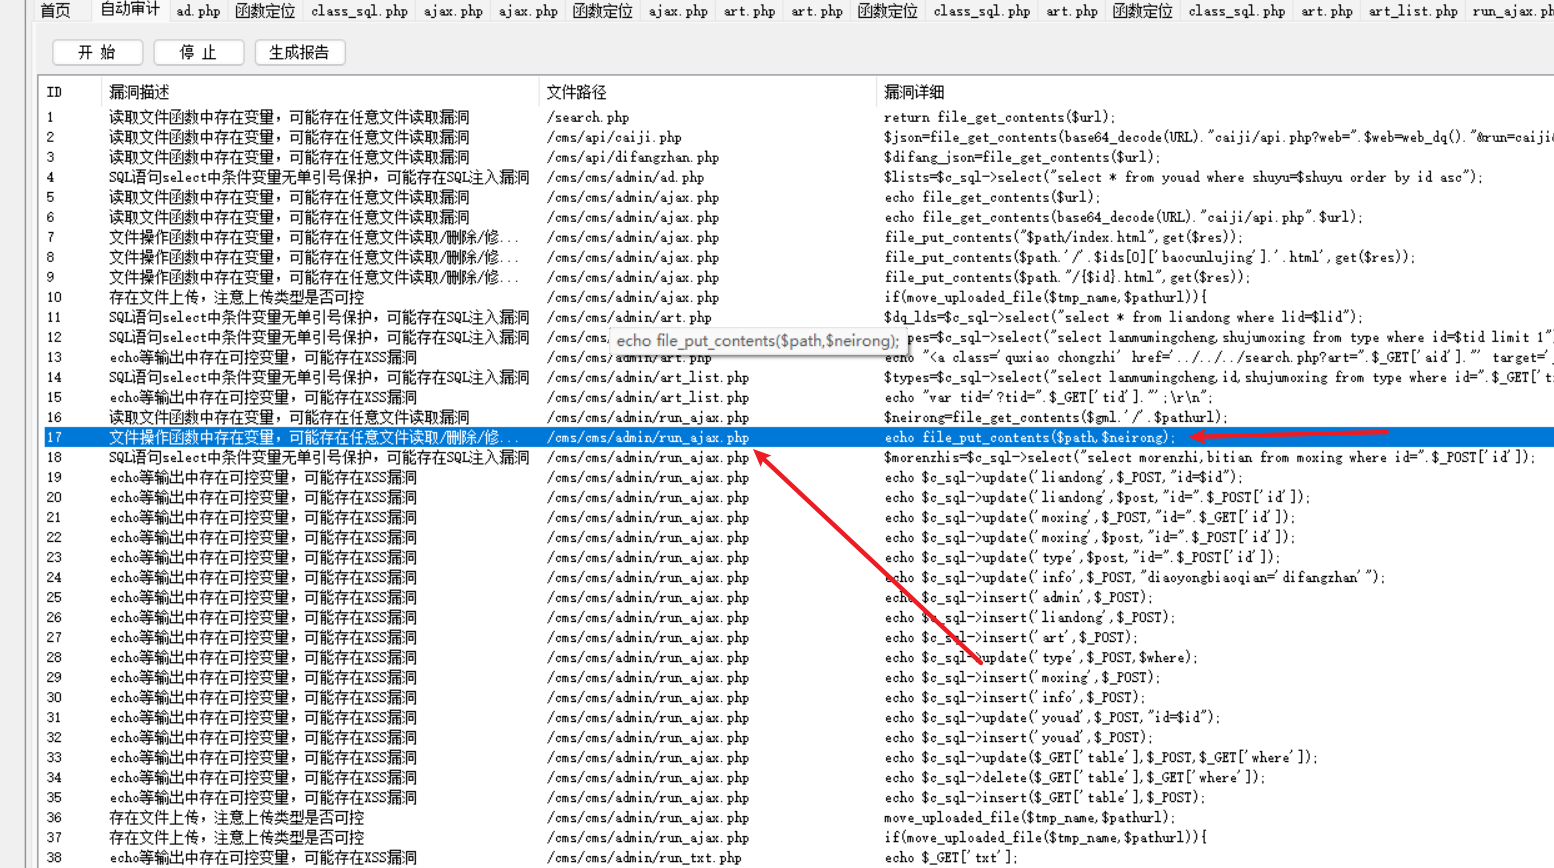 首页 自动审计 ad.php 函数定位 class_sql.php ajax.php ajax.php 函数定位 ajax.php art.php art.php 函数定位 class_sql.php art.php 函数定位 class_sql.php art.php art_list.php run_ajax.ph
开 始 停 止 生成报告
ID 漏洞描述 文件路径 漏洞详细
1 读取文件函数中存在变量，可能存在任意文件读取漏洞 /search.php return file_get_contents($url);
2 读取文件函数中存在变量，可能存在任意文件读取漏洞 /cms/api/caiji.php $json=file_get_contents(base64_decode(URL)."caiji/api.php?web=".$web=web_dq()."&run=caiji
3 读取文件函数中存在变量，可能存在任意文件读取漏洞 /cms/api/difangzhan.php $difang_json=file_get_contents($url);
4 SQL语句select中条件变量无单引号保护，可能存在SQL注入漏洞 /cms/cms/admin/ad.php $lists=$c_sql->select("select * from youad where shuyu=$shuyu order by id asc");
5 读取文件函数中存在变量，可能存在任意文件读取漏洞 /cms/cms/admin/ajax.php echo file_get_contents($url);
6 读取文件函数中存在变量，可能存在任意文件读取漏洞 /cms/cms/admin/ajax.php echo file_get_contents(base64_decode(URL)."caiji/api.php".$url);
7 文件操作函数中存在变量，可能存在任意文件读取/删除/修... /cms/cms/admin/ajax.php file_put_contents("$path/index.html",get($res));
8 文件操作函数中存在变量，可能存在任意文件读取/删除/修... /cms/cms/admin/ajax.php file_put_contents($path.'/'.$ids[0]['baocunlujing'].'.html',get($res));
9 文件操作函数中存在变量，可能存在任意文件读取/删除/修... /cms/cms/admin/ajax.php file_put_contents($path."/{$id}.html",get($res));
10 存在文件上传，注意上传类型是否可控 /cms/cms/admin/ajax.php if(move_uploaded_file($tmp_name,$pathurl)){
11 SQL语句select中条件变量无单引号保护，可能存在SQL注入漏洞 /cms/cms/admin/art.php $dq_lds=$c_sql->select("select * from liandong where lid=$lid");
12 SQL语句select中条件变量无单引号保护，可能存在SQL注入漏洞 echo file_put_contents($path,$neirong); pes=$c_sql->select("select lanmumingcheng,shujumoxing from type where id=$tid limit 1"
13 echo等输出中存在可控变量，可能存在XSS漏洞 /cms/cms/admin/art.php echo "<a class='quxiao chongzhi' href='../../../search.php?art=".$_GET['aid']."' target='_
14 SQL语句select中条件变量无单引号保护，可能存在SQL注入漏洞 /cms/cms/admin/art_list.php $types=$c_sql->select("select lanmumingcheng,id,shujumoxing from type where id=".$_GET['t
15 echo等输出中存在可控变量，可能存在XSS漏洞 /cms/cms/admin/art_list.php echo "var tid='?tid=".$_GET['tid']."';\r\n";
16 读取文件函数中存在变量，可能存在任意文件读取漏洞 /cms/cms/admin/run_ajax.php $neirong=file_get_contents($gml.'/'.$pathurl);
17 文件操作函数中存在变量，可能存在任意文件读取/删除/修... /cms/cms/admin/run_ajax.php echo file_put_contents($path,$neirong);
18 SQL语句select中条件变量无单引号保护，可能存在SQL注入漏洞 /cms/cms/admin/run_ajax.php $morenzhis=$c_sql->select("select morenzhi,bitian from moxing where id=".$_POST['id']);
19 echo等输出中存在可控变量，可能存在XSS漏洞 /cms/cms/admin/run_ajax.php echo $c_sql->update('liandong',$_POST,"id=$id");
20 echo等输出中存在可控变量，可能存在XSS漏洞 /cms/cms/admin/run_ajax.php echo $c_sql->update('liandong',$post,"id=".$_POST['id']);
21 echo等输出中存在可控变量，可能存在XSS漏洞 /cms/cms/admin/run_ajax.php echo $c_sql->update('moxing',$_POST,"id=".$_GET['id']);
22 echo等输出中存在可控变量，可能存在XSS漏洞 /cms/cms/admin/run_ajax.php echo $c_sql->update('moxing',$post,"id=".$_POST['id']);
23 echo等输出中存在可控变量，可能存在XSS漏洞 /cms/cms/admin/run_ajax.php echo $c_sql->update('type',$post,"id=".$_POST['id']);
24 echo等输出中存在可控变量，可能存在XSS漏洞 /cms/cms/admin/run_ajax.php echo $c_sql->update('info',$_POST,"diaoyongbiaoqian='difangzhan'");
25 echo等输出中存在可控变量，可能存在XSS漏洞 /cms/cms/admin/run_ajax.php echo $c_sql->insert('admin',$_POST);
26 echo等输出中存在可控变量，可能存在XSS漏洞 /cms/cms/admin/run_ajax.php echo $c_sql->insert('liandong',$_POST);
27 echo等输出中存在可控变量，可能存在XSS漏洞 /cms/cms/admin/run_ajax.php echo $c_sql->insert('art',$_POST);
28 echo等输出中存在可控变量，可能存在XSS漏洞 /cms/cms/admin/run_ajax.php echo $c_sql->update('type',$_POST,$where);
29 echo等输出中存在可控变量，可能存在XSS漏洞 /cms/cms/admin/run_ajax.php echo $c_sql->insert('moxing',$_POST);
30 echo等输出中存在可控变量，可能存在XSS漏洞 /cms/cms/admin/run_ajax.php echo $c_sql->insert('info',$_POST);
31 echo等输出中存在可控变量，可能存在XSS漏洞 /cms/cms/admin/run_ajax.php echo $c_sql->update('youad',$_POST,"id=$id");
32 echo等输出中存在可控变量，可能存在XSS漏洞 /cms/cms/admin/run_ajax.php echo $c_sql->insert('youad',$_POST);
33 echo等输出中存在可控变量，可能存在XSS漏洞 /cms/cms/admin/run_ajax.php echo $c_sql->update($_GET['table'],$_POST,$_GET['where']);
34 echo等输出中存在可控变量，可能存在XSS漏洞 /cms/cms/admin/run_ajax.php echo $c_sql->delete($_GET['table'],$_GET['where']);
35 echo等输出中存在可控变量，可能存在XSS漏洞 /cms/cms/admin/run_ajax.php echo $c_sql->insert($_GET['table'],$_POST);
36 存在文件上传，注意上传类型是否可控 /cms/cms/admin/run_ajax.php move_uploaded_file($tmp_name,$pathurl);
37 存在文件上传，注意上传类型是否可控 /cms/cms/admin/run_ajax.php if(move_uploaded_file($tmp_name,$pathurl)){
38 echo等输出中存在可控变量，可能存在XSS漏洞 /cms/cms/admin/run_txt.php echo $_GET['txt'];